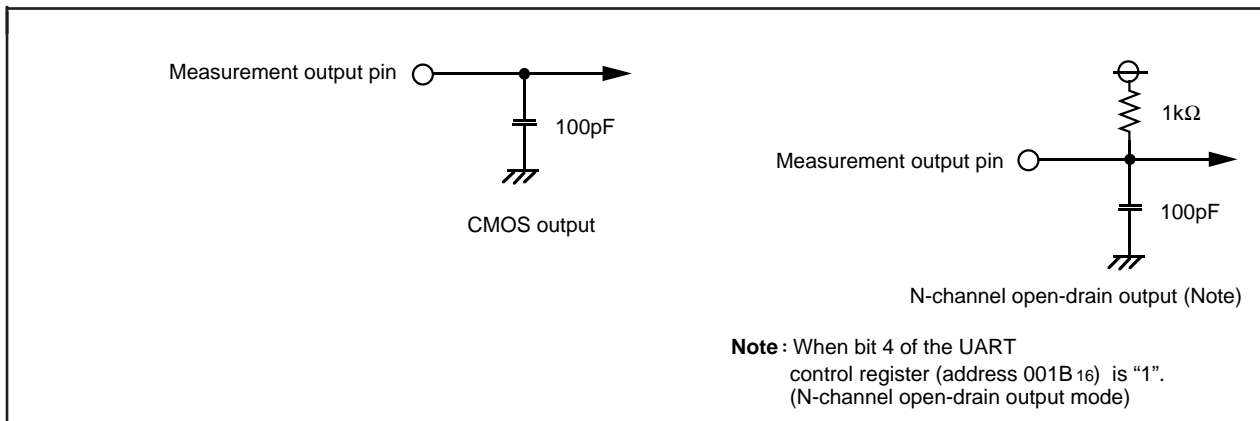 Measurement output pin
100pF
CMOS output
1kΩ
Measurement output pin
100pF
N-channel open-drain output (Note)
Note : When bit 4 of the UART
control register (address 001B16) is “1”.
(N-channel open-drain output mode)